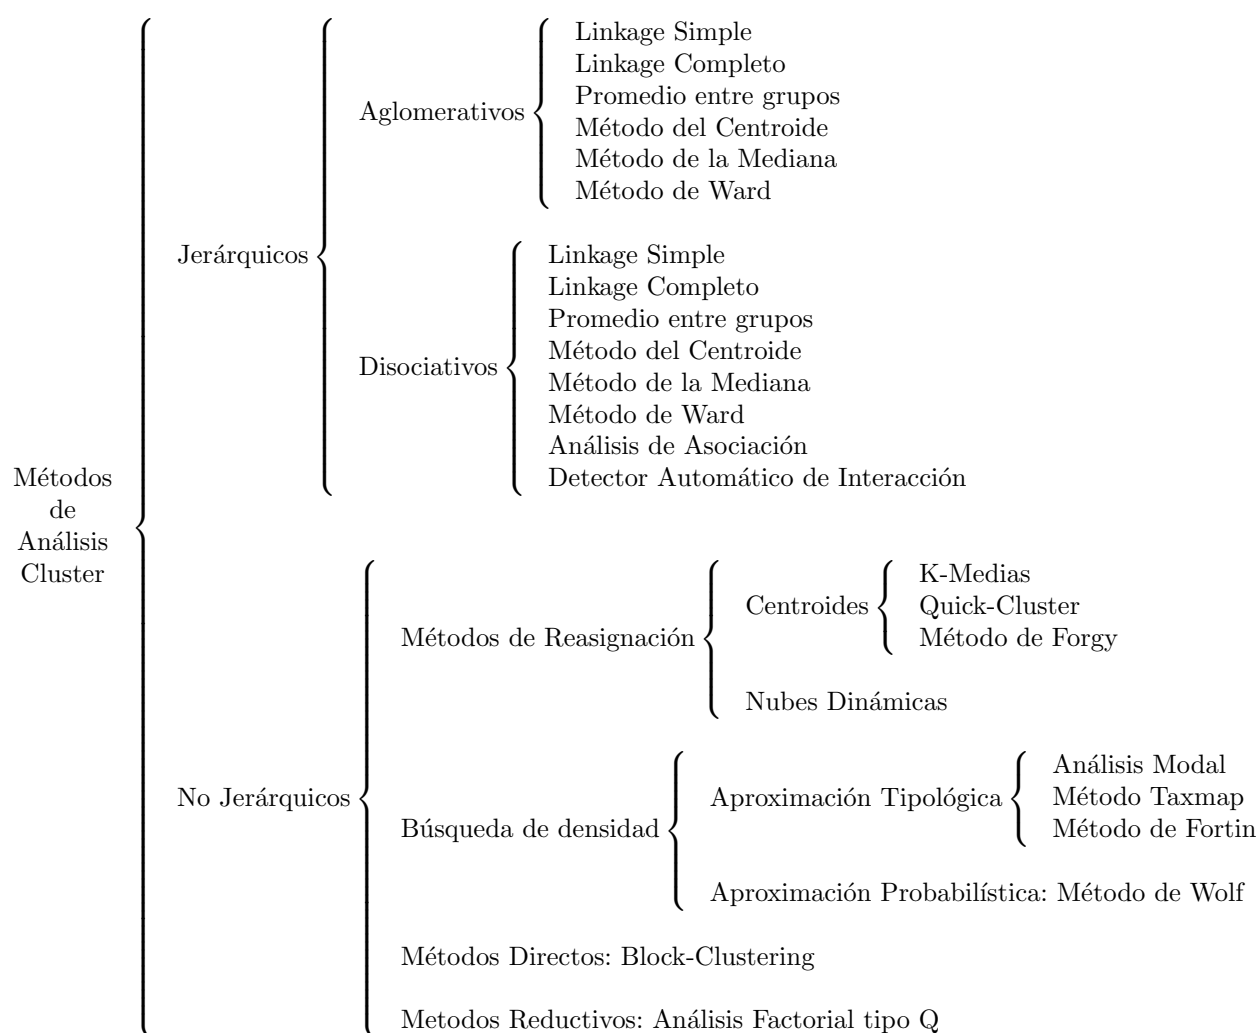 Métodos
de
Análisis
Cluster
Jerárquicos
Aglomerativos
Linkage Simple
Linkage Completo
Promedio entre grupos
Método del Centroide
Método de la Mediana
Método de Ward
Disociativos
Linkage Simple
Linkage Completo
Promedio entre grupos
Método del Centroide
Método de la Mediana
Método de Ward
Análisis de Asociación
Detector Automático de Interacción
No Jerárquicos
Métodos de Reasignación
Centroides
K-Medias
Quick-Cluster
Método de Forgy
Nubes Dinámicas
Búsqueda de densidad
Aproximación Tipológica
Análisis Modal
Método Taxmap
Método de Fortin
Aproximación Probabilística: Método de Wolf
Métodos Directos: Block-Clustering
Metodos Reductivos: Análisis Factorial tipo Q